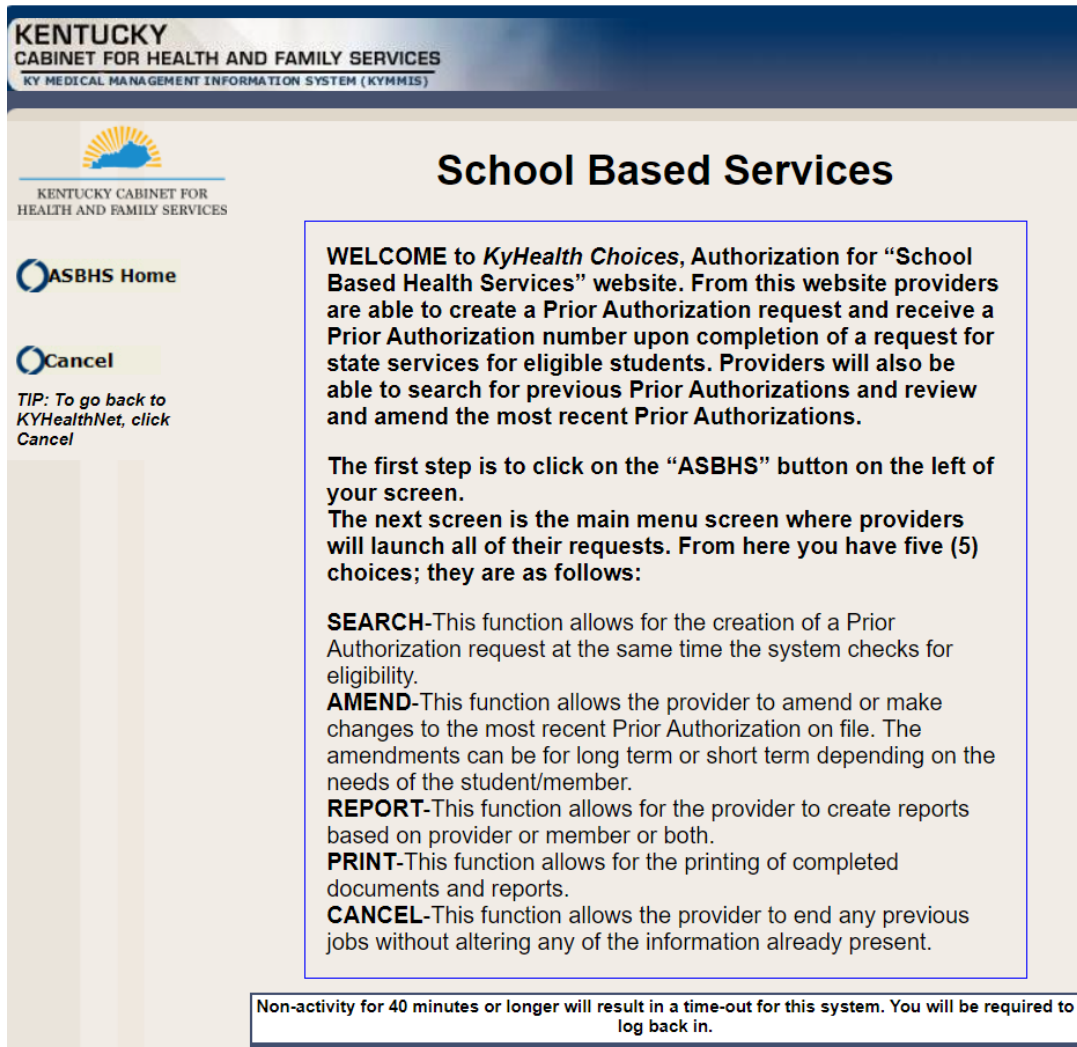 KENTUCKY
CABINET FOR HEALTH AND FAMILY SERVICES
KY MEDICAL MANAGEMENT INFORMATION SYSTEM (KYMMIS)
KENTUCKY CABINET FOR
HEALTH AND FAMILY SERVICES
ASBHS Home
Cancel
TIP: To go back to
KYHealthNet, click
Cancel
School Based Services
WELCOME to KyHealth Choices, Authorization for “School
Based Health Services” website. From this website providers
are able to create a Prior Authorization request and receive a
Prior Authorization number upon completion of a request for
state services for eligible students. Providers will also be
able to search for previous Prior Authorizations and review
and amend the most recent Prior Authorizations.
The first step is to click on the “ASBHS” button on the left of
your screen.
The next screen is the main menu screen where providers
will launch all of their requests. From here you have five (5)
choices; they are as follows:
SEARCH-This function allows for the creation of a Prior
Authorization request at the same time the system checks for
eligibility.
AMEND-This function allows the provider to amend or make
changes to the most recent Prior Authorization on file. The
amendments can be for long term or short term depending on the
needs of the student/member.
REPORT-This function allows for the provider to create reports
based on provider or member or both.
PRINT-This function allows for the printing of completed
documents and reports.
CANCEL-This function allows the provider to end any previous
jobs without altering any of the information already present.
Non-activity for 40 minutes or longer will result in a time-out for this system. You will be required to
log back in.